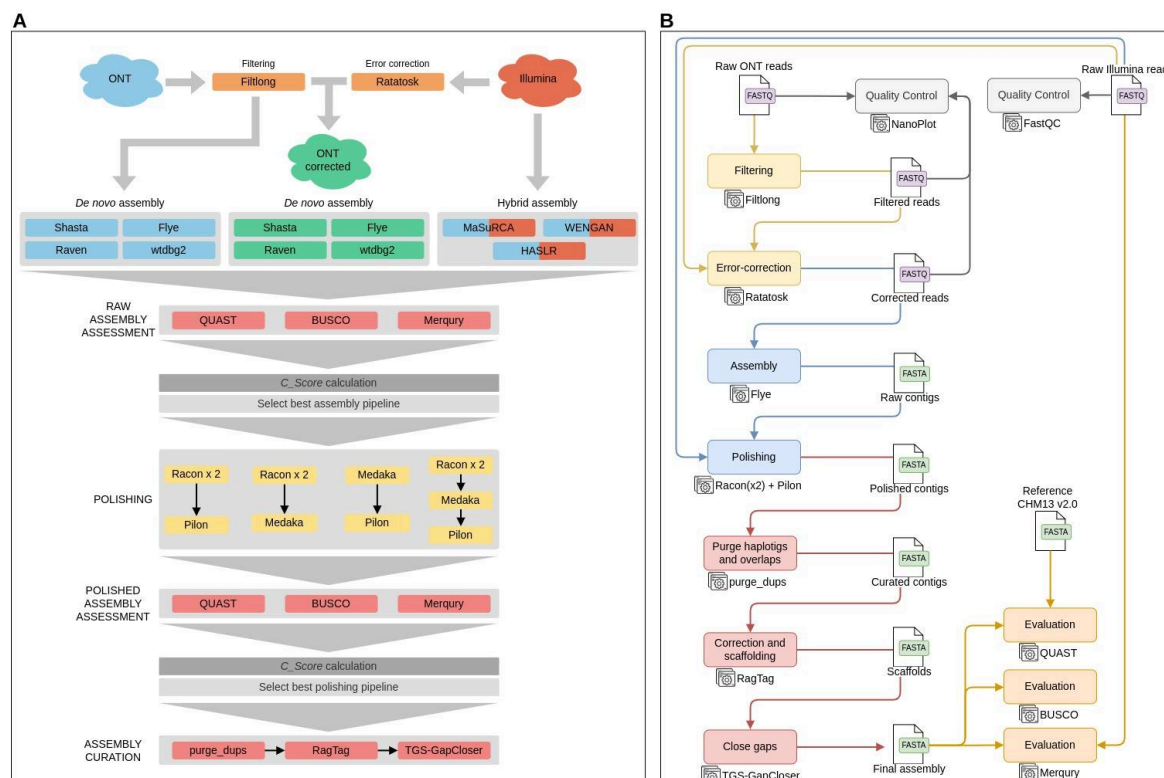 A
ONT
Filtering
Filtlong
Error correction
Ratatosk
Illumina
ONT
corrected
De novo assembly
De novo assembly
Hybrid assembly
Shasta
Flye
Raven
wtdbg2
Shasta
Flye
Raven
wtdbg2
MaSuRCA
WENGAN
HASLR
RAW
ASSEMBLY
ASSESSMENT
QUAST
BUSCO
Merqury
C_Score calculation
Select best assembly pipeline
POLISHING
Racon x 2
Pilon
Racon x 2
Medaka
Medaka
Pilon
Racon x 2
Medaka
Pilon
POLISHED
ASSEMBLY
ASSESSMENT
QUAST
BUSCO
Merqury
C_Score calculation
Select best polishing pipeline
ASSEMBLY
CURATION
purge_dups
RagTag
TGS-GapCloser
B
Raw ONT reads
FASTQ
Quality Control
NanoPlot
Quality Control
FastQC
Raw Illumina read
FASTQ
Filtering
Filtlong
FASTQ
Filtered reads
Error-correction
Ratatosk
FASTQ
Corrected reads
Assembly
Flye
FASTA
Raw contigs
Polishing
Racon(x2) + Pilon
FASTA
Polished contigs
Reference
CHM13 v2.0
FASTA
Purge haplotigs
and overlaps
purge_dups
FASTA
Curated contigs
Correction and
scaffolding
RagTag
FASTA
Scaffolds
Evaluation
QUAST
Evaluation
BUSCO
Close gaps
TGS-GapCloser
FASTA
Final assembly
Evaluation
Merqury